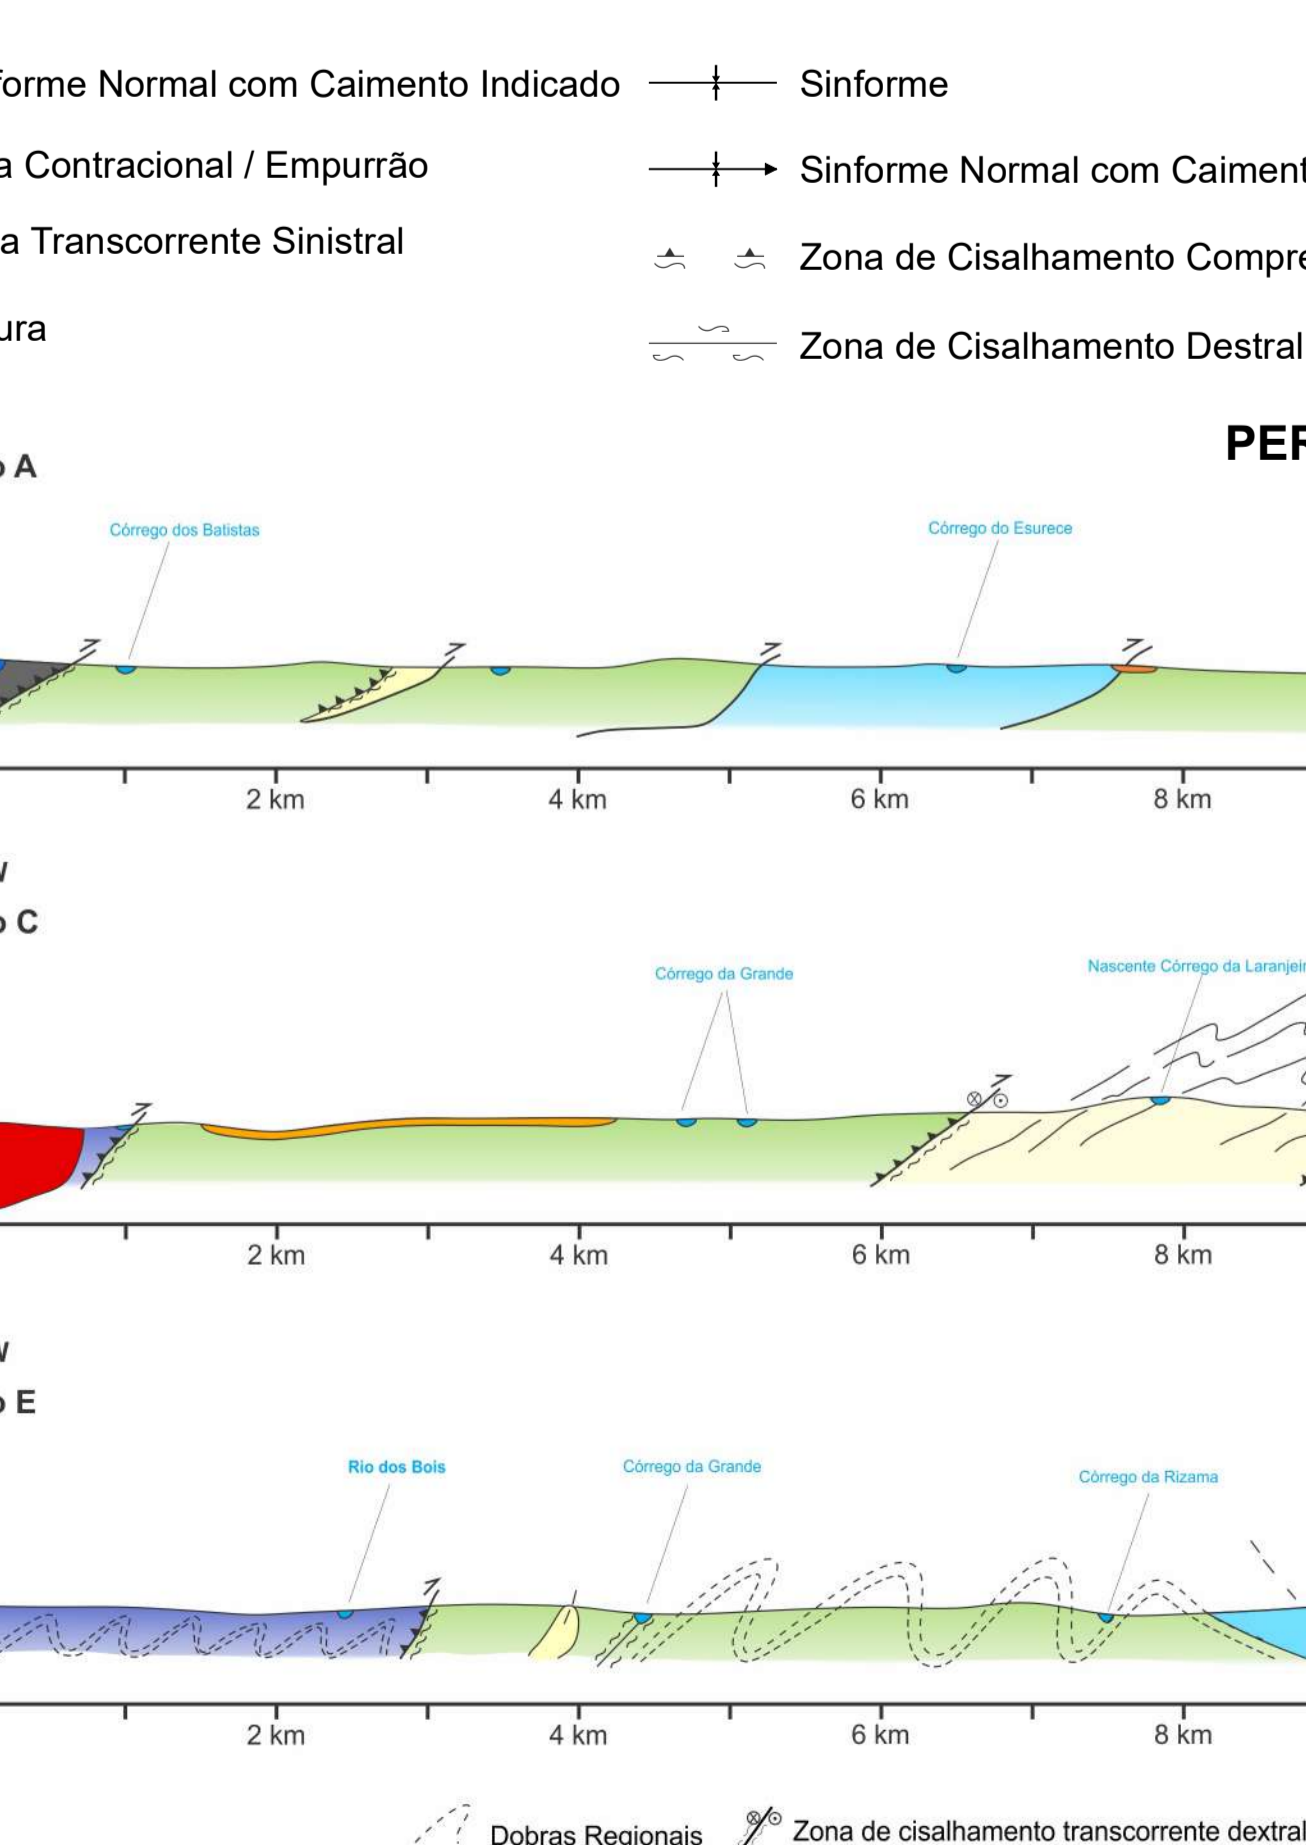 forme Normal com Caimento Indicado
Sinforme
a Contracional / Empurrão
Sinforme Normal com Caiment
a Transcorrente Sinistral
Zona de Cisalhamento Compre
ura
Zona de Cisalhamento Destral
PER
o A
Córrego dos Batistas
Córrego do Esurece
2 km
4 km
6 km
8 km
W
o C
Córrego da Grande
Nascente Córrego da Laranjeir
2 km
4 km
6 km
8 km
W
o E
Rio dos Bois
Córrego da Grande
Córrego da Rizama
2 km
4 km
6 km
8 km
Dobras Regionais
Zona de cisalhamento transcorrente dextral